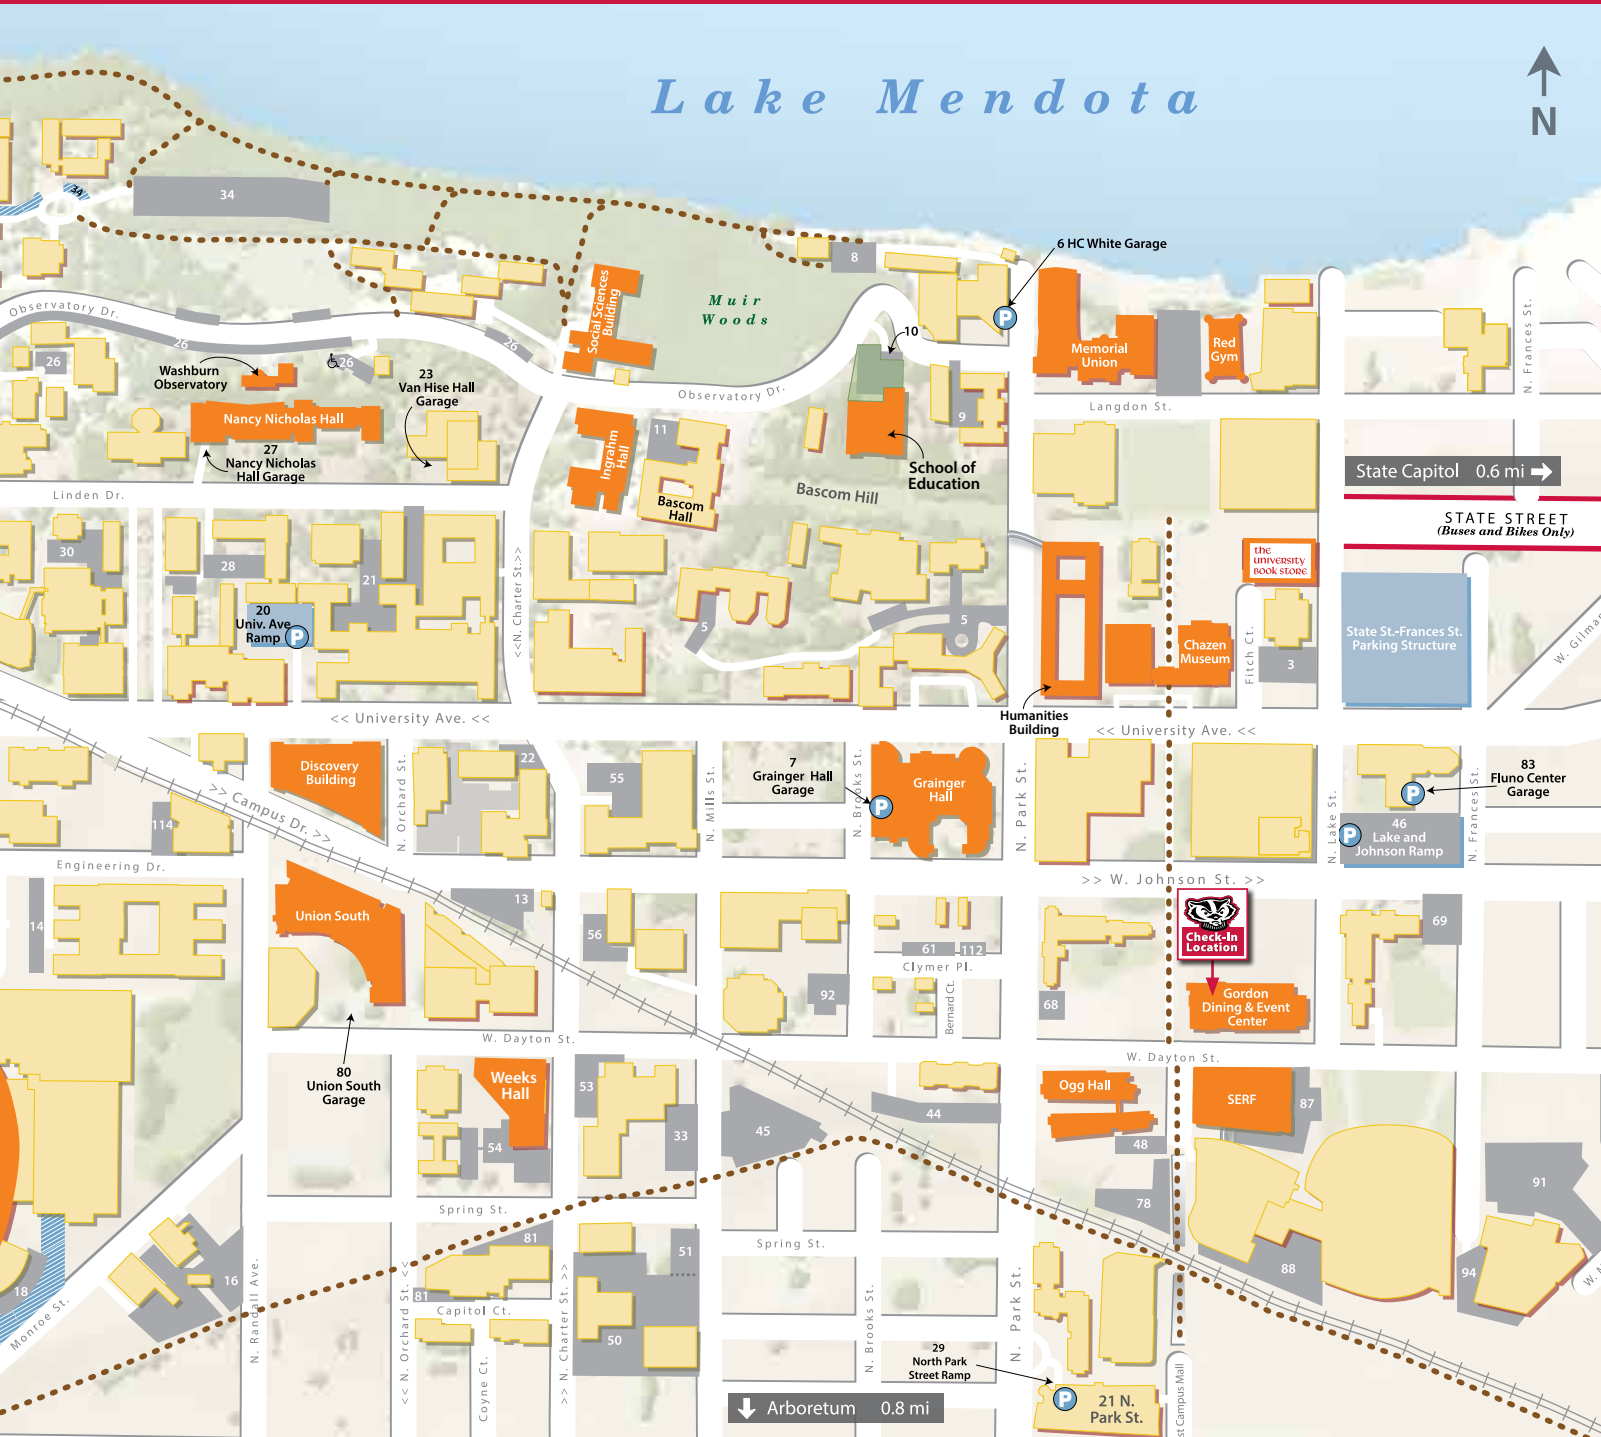 Lake Mendota
N
34
34
6 HC White Garage
8
Muir
Woods
Social Sciences
Building
Observatory Dr.
26
26
26
26
10
Washburn
Observatory
23
Van Hise Hall
Garage
Memorial
Union
Red
Gym
N. Frances St.
Observatory Dr.
Langdon St.
Nancy Nicholas Hall
27
Nancy Nicholas
Hall Garage
Ingrahm
Hall
11
9
School of
Education
Bascom Hill
Bascom
Hall
State Capitol 0.6 mi
Linden Dr.
STATE STREET
(Buses and Bikes Only)
30
28
21
<<N. Charter St.>>
THE
UNIVERSITY
BOOK STORE
20
Univ. Ave
Ramp
P
5
5
Chazen
Museum
Fitch Ct.
3
State St.-Frances St.
Parking Structure
W. Gilman
Humanities
Building
<< University Ave. <<
<< University Ave. <<
Discovery
Building
N. Orchard St.
22
55
N. Mills St.
7
Grainger Hall
Garage
N. Brooks St.
P
Grainger
Hall
N. Park St.
N. Lake St.
N. Frances St.
83
Fluno Center
Garage
P
P
46
Lake and
Johnson Ramp
>> Campus Dr. >>
114
Engineering Dr.
>> W. Johnson St. >>
14
Union South
13
56
61
112
Clymer Pl.
Bernard Ct.
92
68
69
Check-In
Location
Gordon
Dining & Event
Center
W. Dayton St.
W. Dayton St.
80
Union South
Garage
Weeks
Hall
54
53
33
45
44
Ogg Hall
48
78
SERF
87
91
Spring St.
Spring St.
81
81
51
50
88
94
18
16
Monroe St.
N. Randall Ave.
<< N. Orchard St. <<
Capitol Ct.
Coyne Ct.
>> N. Charter St. >>
N. Brooks St.
N. Park St.
29
North Park
Street Ramp
P
21 N.
Park St.
st Campus Mall
Arboretum 0.8 mi
W. N
P